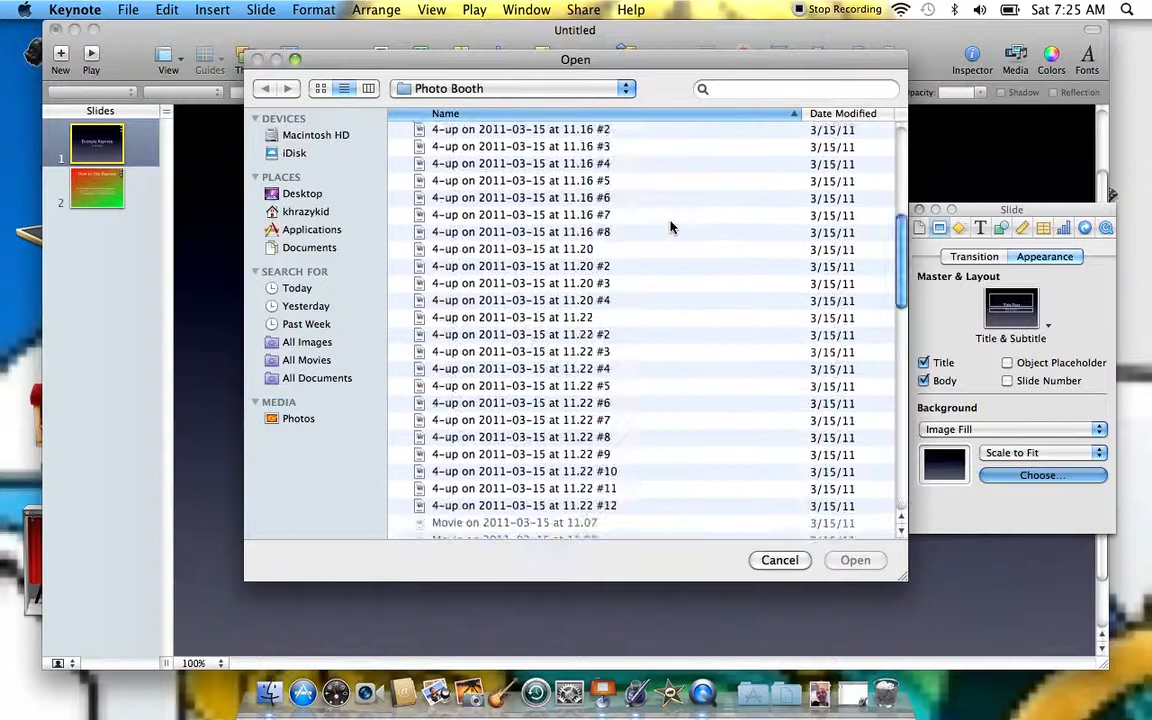 Keynote File Edit Insert Slide Format Arrange View Play Window Share Help
Stop Recording
Sat 7:25 AM
Untitled
New Play View Guides
Inspector Media Colors Fonts
Opacity: Shadow Reflection
Slides
1
2
Open
Photo Booth
DEVICES
Macintosh HD
iDisk
PLACES
Desktop
khrazykid
Applications
Documents
SEARCH FOR
Today
Yesterday
Past Week
All Images
All Movies
All Documents
MEDIA
Photos
Name Date Modified
4-up on 2011-03-15 at 11.16 #2 3/15/11
4-up on 2011-03-15 at 11.16 #3 3/15/11
4-up on 2011-03-15 at 11.16 #4 3/15/11
4-up on 2011-03-15 at 11.16 #5 3/15/11
4-up on 2011-03-15 at 11.16 #6 3/15/11
4-up on 2011-03-15 at 11.16 #7 3/15/11
4-up on 2011-03-15 at 11.16 #8 3/15/11
4-up on 2011-03-15 at 11.20 3/15/11
4-up on 2011-03-15 at 11.20 #2 3/15/11
4-up on 2011-03-15 at 11.20 #3 3/15/11
4-up on 2011-03-15 at 11.20 #4 3/15/11
4-up on 2011-03-15 at 11.22 3/15/11
4-up on 2011-03-15 at 11.22 #2 3/15/11
4-up on 2011-03-15 at 11.22 #3 3/15/11
4-up on 2011-03-15 at 11.22 #4 3/15/11
4-up on 2011-03-15 at 11.22 #5 3/15/11
4-up on 2011-03-15 at 11.22 #6 3/15/11
4-up on 2011-03-15 at 11.22 #7 3/15/11
4-up on 2011-03-15 at 11.22 #8 3/15/11
4-up on 2011-03-15 at 11.22 #9 3/15/11
4-up on 2011-03-15 at 11.22 #10 3/15/11
4-up on 2011-03-15 at 11.22 #11 3/15/11
4-up on 2011-03-15 at 11.22 #12 3/15/11
Movie on 2011-03-15 at 11.07 3/15/11
Cancel Open
Slide
Transition Appearance
Master & Layout
Title & Subtitle
Title Object Placeholder
Body Slide Number
Background
Image Fill
Scale to Fit
Choose...
100%